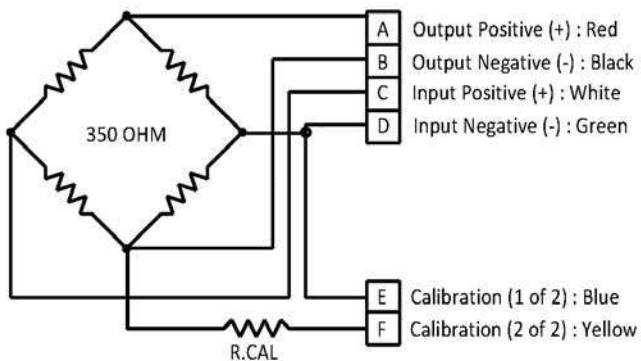 A Output Positive (+) : Red
B Output Negative (-) : Black
C Input Positive (+) : White
D Input Negative (-) : Green
350 OHM
E Calibration (1 of 2) : Blue
F Calibration (2 of 2) : Yellow
R.CAL